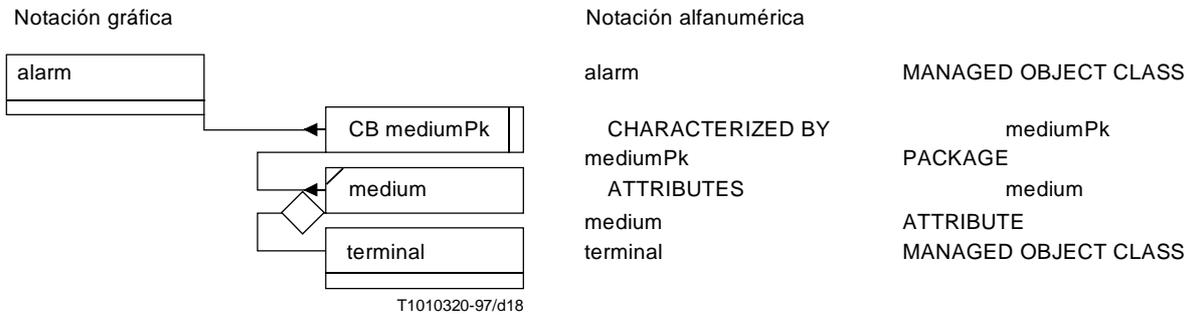 Notación gráfica
Notación alfanumérica
alarm
alarm MANAGED OBJECT CLASS
CB mediumPk
CHARACTERIZED BY mediumPk
mediumPk PACKAGE
medium
ATTRIBUTES medium
medium ATTRIBUTE
terminal
terminal MANAGED OBJECT CLASS
T1010320-97/d18